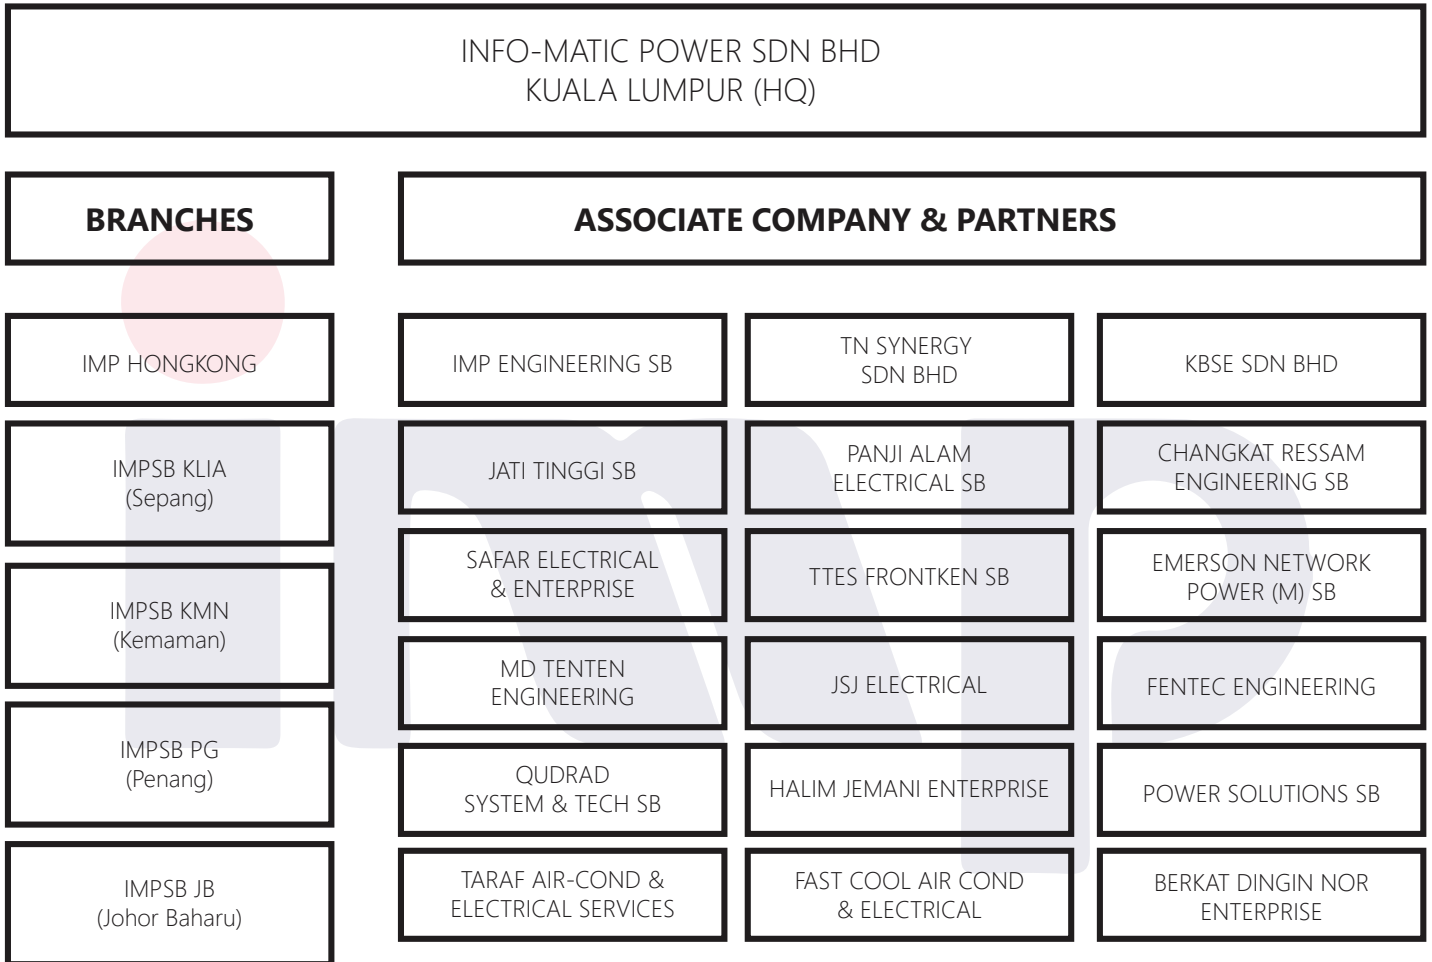 INFO-MATIC POWER SDN BHD
KUALA LUMPUR (HQ)
BRANCHES
ASSOCIATE COMPANY & PARTNERS
IMP HONGKONG
IMPSB KLIA
(Sepang)
IMPSB KMN
(Kemaman)
IMPSB PG
(Penang)
IMPSB JB
(Johor Baharu)
IMP ENGINEERING SB
TN SYNERGY
SDN BHD
KBSE SDN BHD
JATI TINGGI SB
PANJI ALAM
ELECTRICAL SB
CHANGKAT RESSAM
ENGINEERING SB
SAFAR ELECTRICAL
& ENTERPRISE
TTES FRONTKEN SB
EMERSON NETWORK
POWER (M) SB
MD TENTEN
ENGINEERING
JSJ ELECTRICAL
FENTEC ENGINEERING
QUDRAD
SYSTEM & TECH SB
HALIM JEMANI ENTERPRISE
POWER SOLUTIONS SB
TARAF AIR-COND &
ELECTRICAL SERVICES
FAST COOL AIR COND
& ELECTRICAL
BERKAT DINGIN NOR
ENTERPRISE
imp